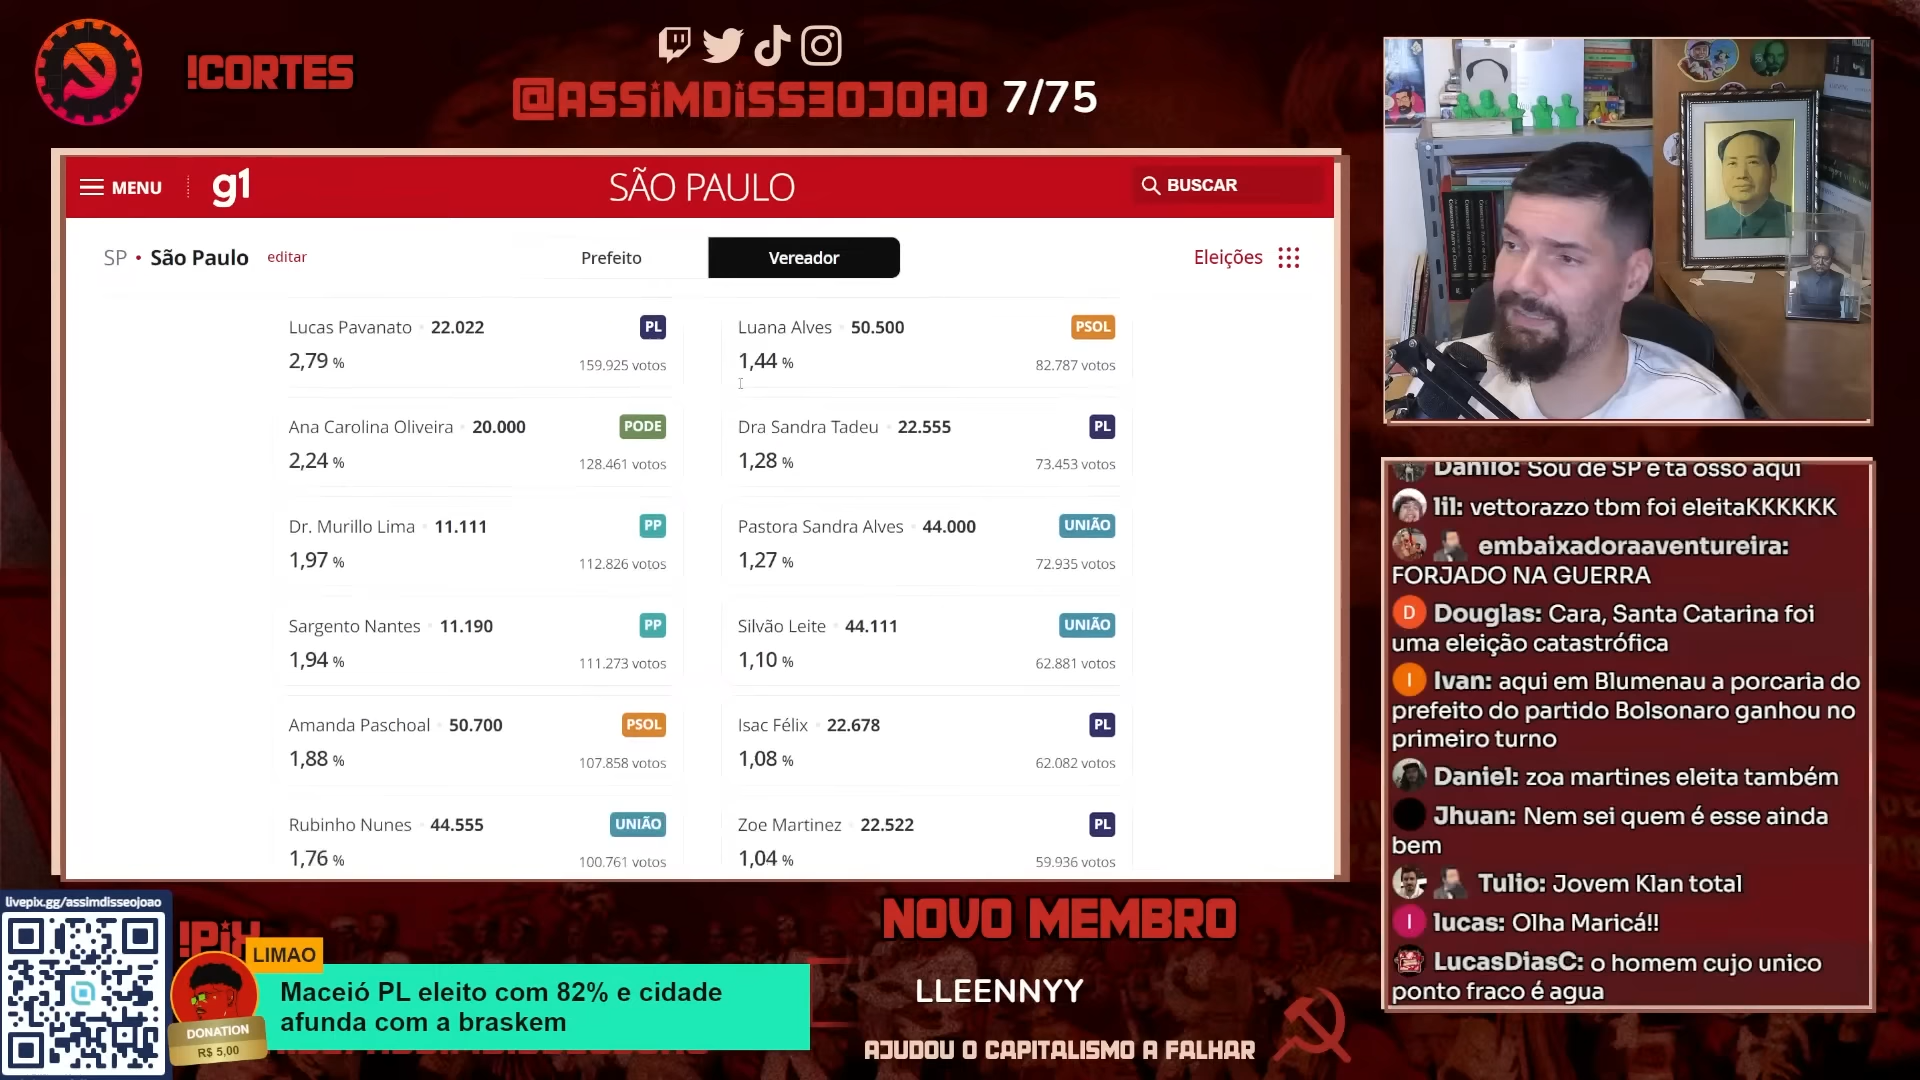 !CORTES
@ASSIMDISSEOJOAO 7/75
MENU
g1
SÃO PAULO
BUSCAR
SP • São Paulo editar
Prefeito
Vereador
Eleições
Lucas Pavanato • 22.022 PL
2,79 % 159.925 votos
Luana Alves • 50.500 PSOL
1,44 % 82.787 votos
Ana Carolina Oliveira • 20.000 PODE
2,24 % 128.461 votos
Dra Sandra Tadeu • 22.555 PL
1,28 % 73.453 votos
Dr. Murillo Lima • 11.111 PP
1,97 % 112.826 votos
Pastora Sandra Alves • 44.000 UNIÃO
1,27 % 72.935 votos
Sargento Nantes • 11.190 PP
1,94 % 111.273 votos
Silvão Leite • 44.111 UNIÃO
1,10 % 62.881 votos
Amanda Paschoal • 50.700 PSOL
1,88 % 107.858 votos
Isac Félix • 22.678 PL
1,08 % 62.082 votos
Rubinho Nunes • 44.555 UNIÃO
1,76 % 100.761 votos
Zoe Martinez • 22.522 PL
1,04 % 59.936 votos
Danilo: Sou de SP e ta osso aqui
lil: vettorazzo tbm foi eleitaKKKKKK
embaixadoraaventureira:
FORJADO NA GUERRA
D Douglas: Cara, Santa Catarina foi
uma eleição catastrófica
I Ivan: aqui em Blumenau a porcaria do
prefeito do partido Bolsonaro ganhou no
primeiro turno
Daniel: zoa martines eleita também
Jhuan: Nem sei quem é esse ainda
bem
Tulio: Jovem Klan total
l lucas: Olha Maricá!!
LucasDiasC: o homem cujo unico
ponto fraco é agua
livepix.gg/assimdisseojoao
!PIX
LIMAO
Maceió PL eleito com 82% e cidade
afunda com a braskem
DONATION
R$ 5,00
NOVO MEMBRO
LLEENNYY
AJUDOU O CAPITALISMO A FALHAR